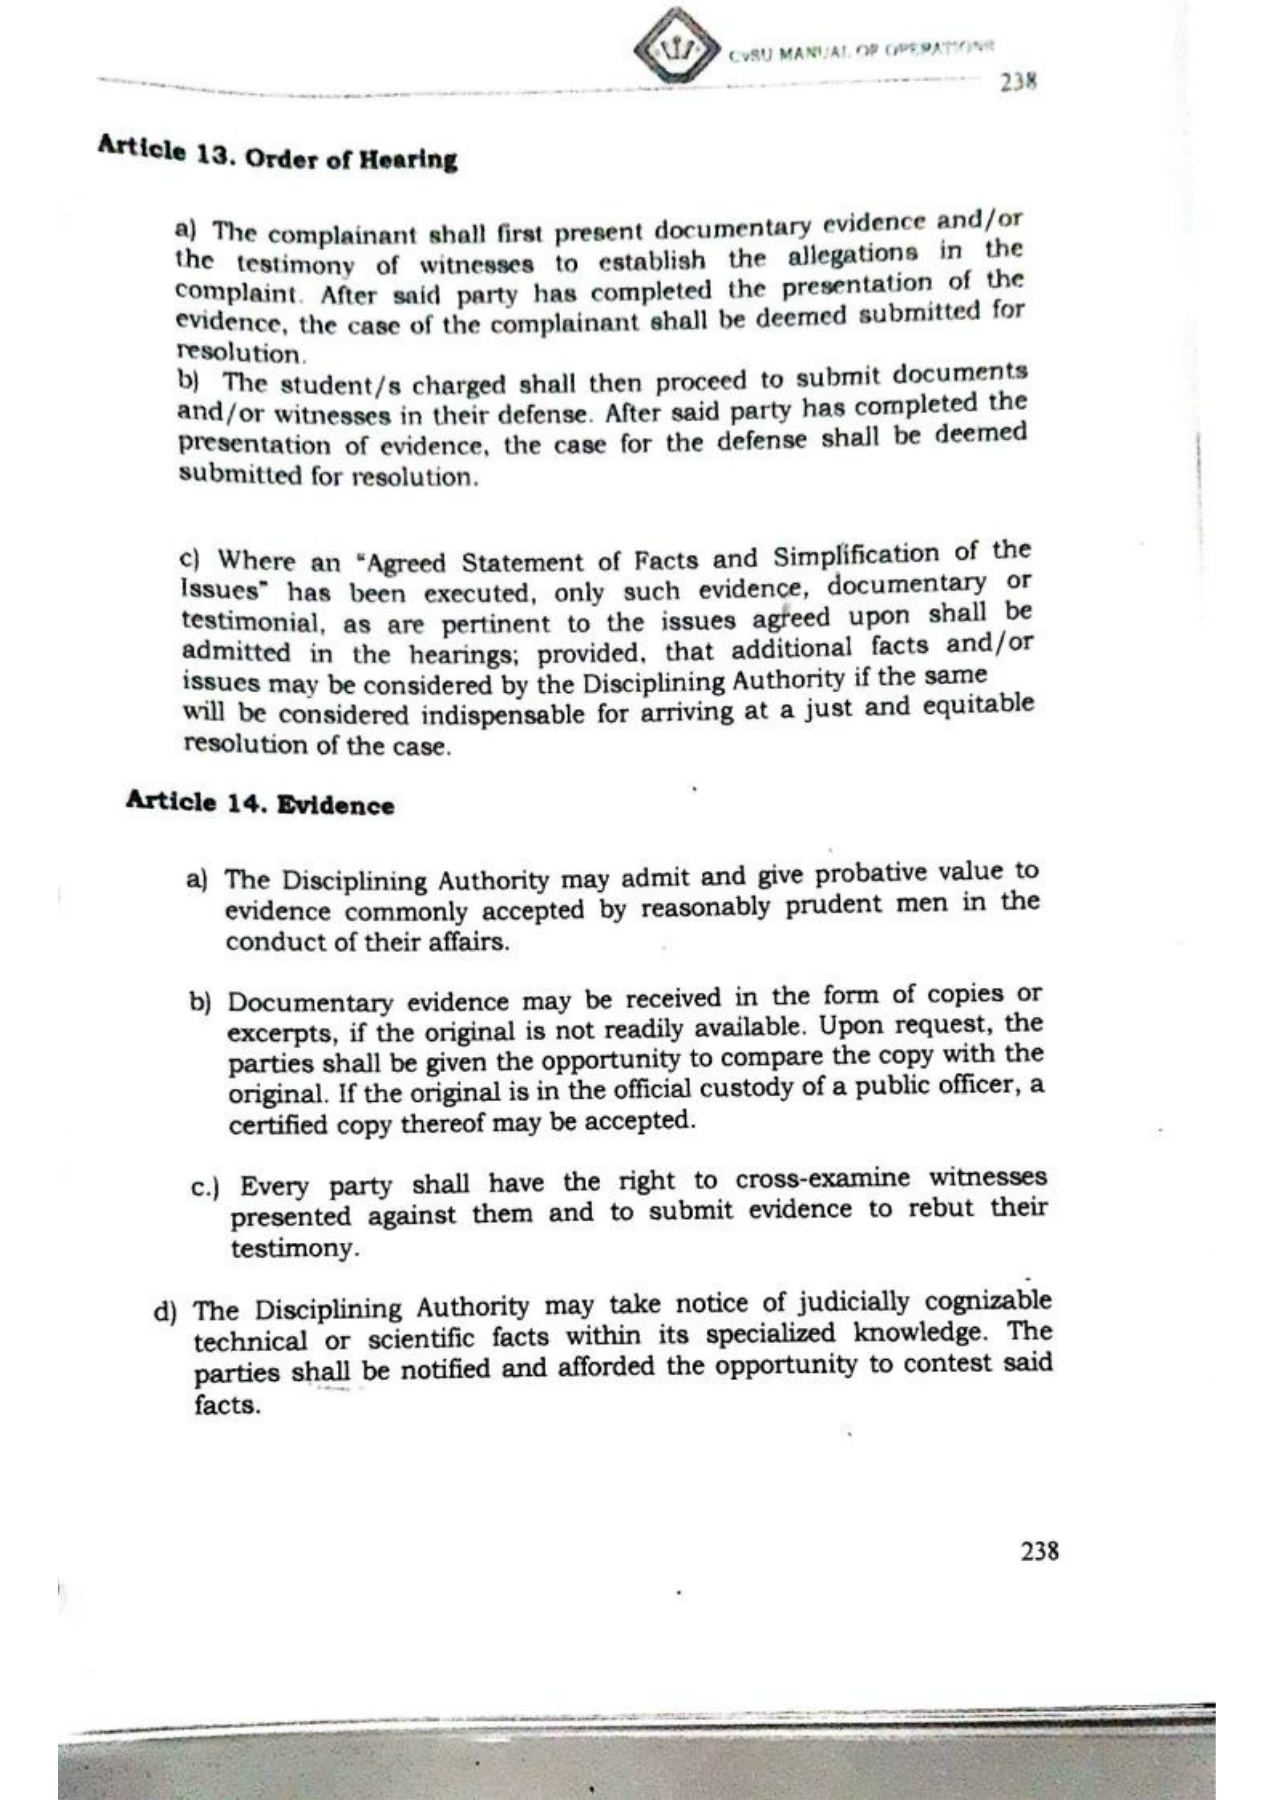 CvSU MANUAL OF OPERATIONS
238
Article 13. Order of Hearing
a) The complainant shall first present documentary evidence and/or
the testimony of witnesses to establish the allegations in the
complaint. After said party has completed the presentation of the
evidence, the case of the complainant shall be deemed submitted for
resolution.
b) The student/s charged shall then proceed to submit documents
and/or witnesses in their defense. After said party has completed the
presentation of evidence, the case for the defense shall be deemed
submitted for resolution.
c) Where an “Agreed Statement of Facts and Simplification of the
Issues” has been executed, only such evidence, documentary or
testimonial, as are pertinent to the issues agreed upon shall be
admitted in the hearings; provided, that additional facts and/or
issues may be considered by the Disciplining Authority if the same
will be considered indispensable for arriving at a just and equitable
resolution of the case.
Article 14. Evidence
a) The Disciplining Authority may admit and give probative value to
evidence commonly accepted by reasonably prudent men in the
conduct of their affairs.
b) Documentary evidence may be received in the form of copies or
excerpts, if the original is not readily available. Upon request, the
parties shall be given the opportunity to compare the copy with the
original. If the original is in the official custody of a public officer, a
certified copy thereof may be accepted.
c.) Every party shall have the right to cross-examine witnesses
presented against them and to submit evidence to rebut their
testimony.
d) The Disciplining Authority may take notice of judicially cognizable
technical or scientific facts within its specialized knowledge. The
parties shall be notified and afforded the opportunity to contest said
facts.
238